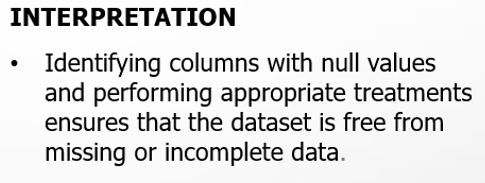 INTERPRETATION
• Identifying columns with null values
and performing appropriate treatments
ensures that the dataset is free from
missing or incomplete data.